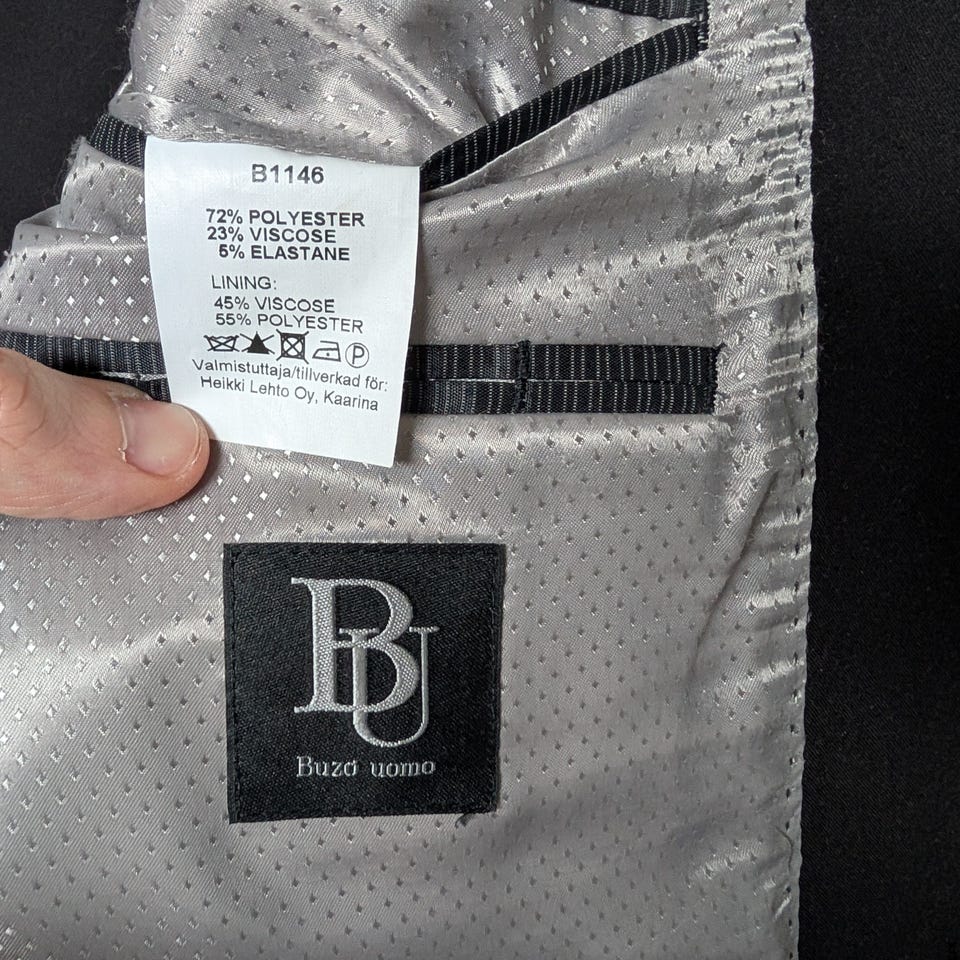 B1146
72% POLYESTER
23% VISCOSE
5% ELASTANE
LINING:
45% VISCOSE
55% POLYESTER
P
Valmistuttaja/tillverkad för:
Heikki Lehto Oy, Kaarina
BU
Buzo uomo